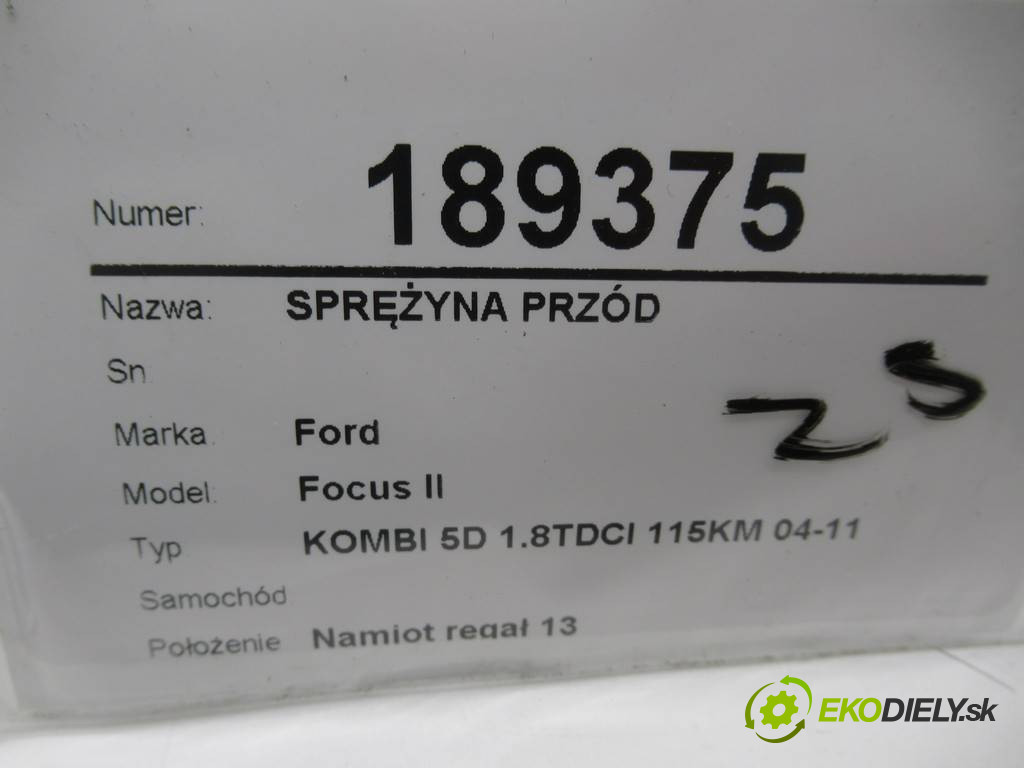 Numer: 189375
Nazwa: SPRĘŻYNA PRZÓD
Sn
Marka Ford
Model: Focus II
Typ KOMBI 5D 1.8TDCI 115KM 04-11
Samochód
Położenie Namiot regał 13
EKODIELY.sk